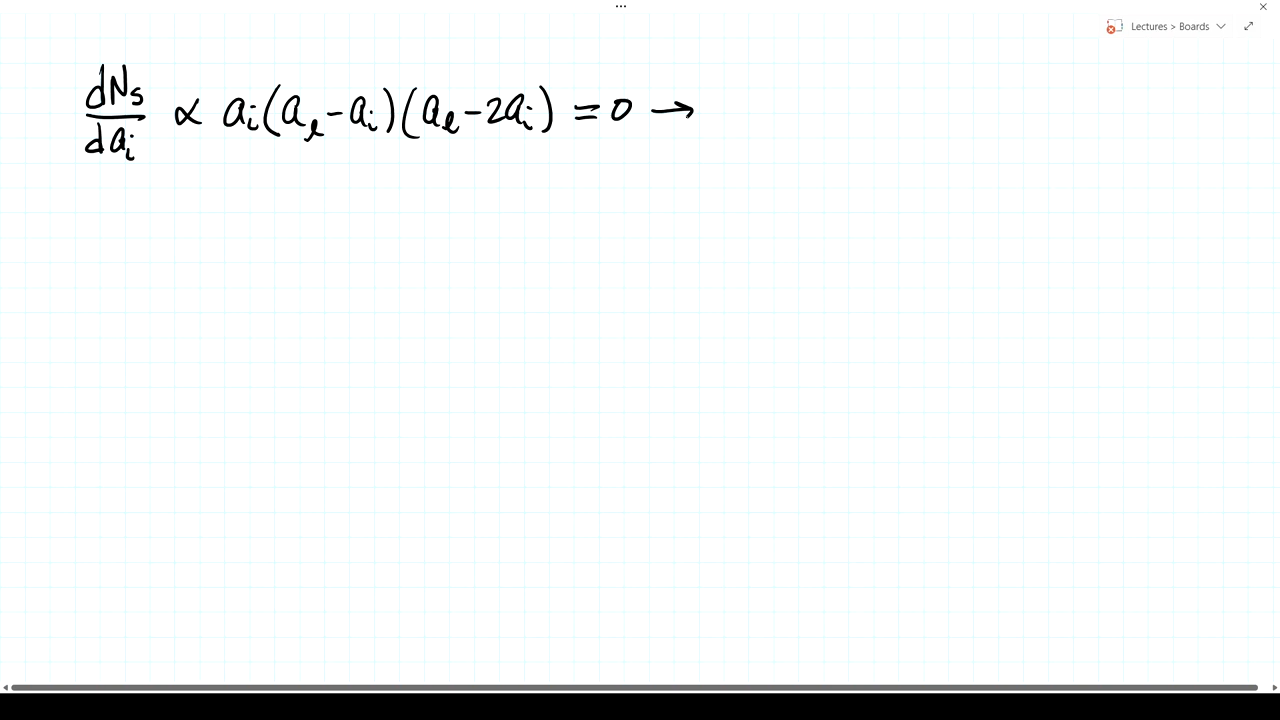 Lectures > Boards
dNs/dai ∝ ai(aℓ-ai)(aℓ-2ai) = 0 →